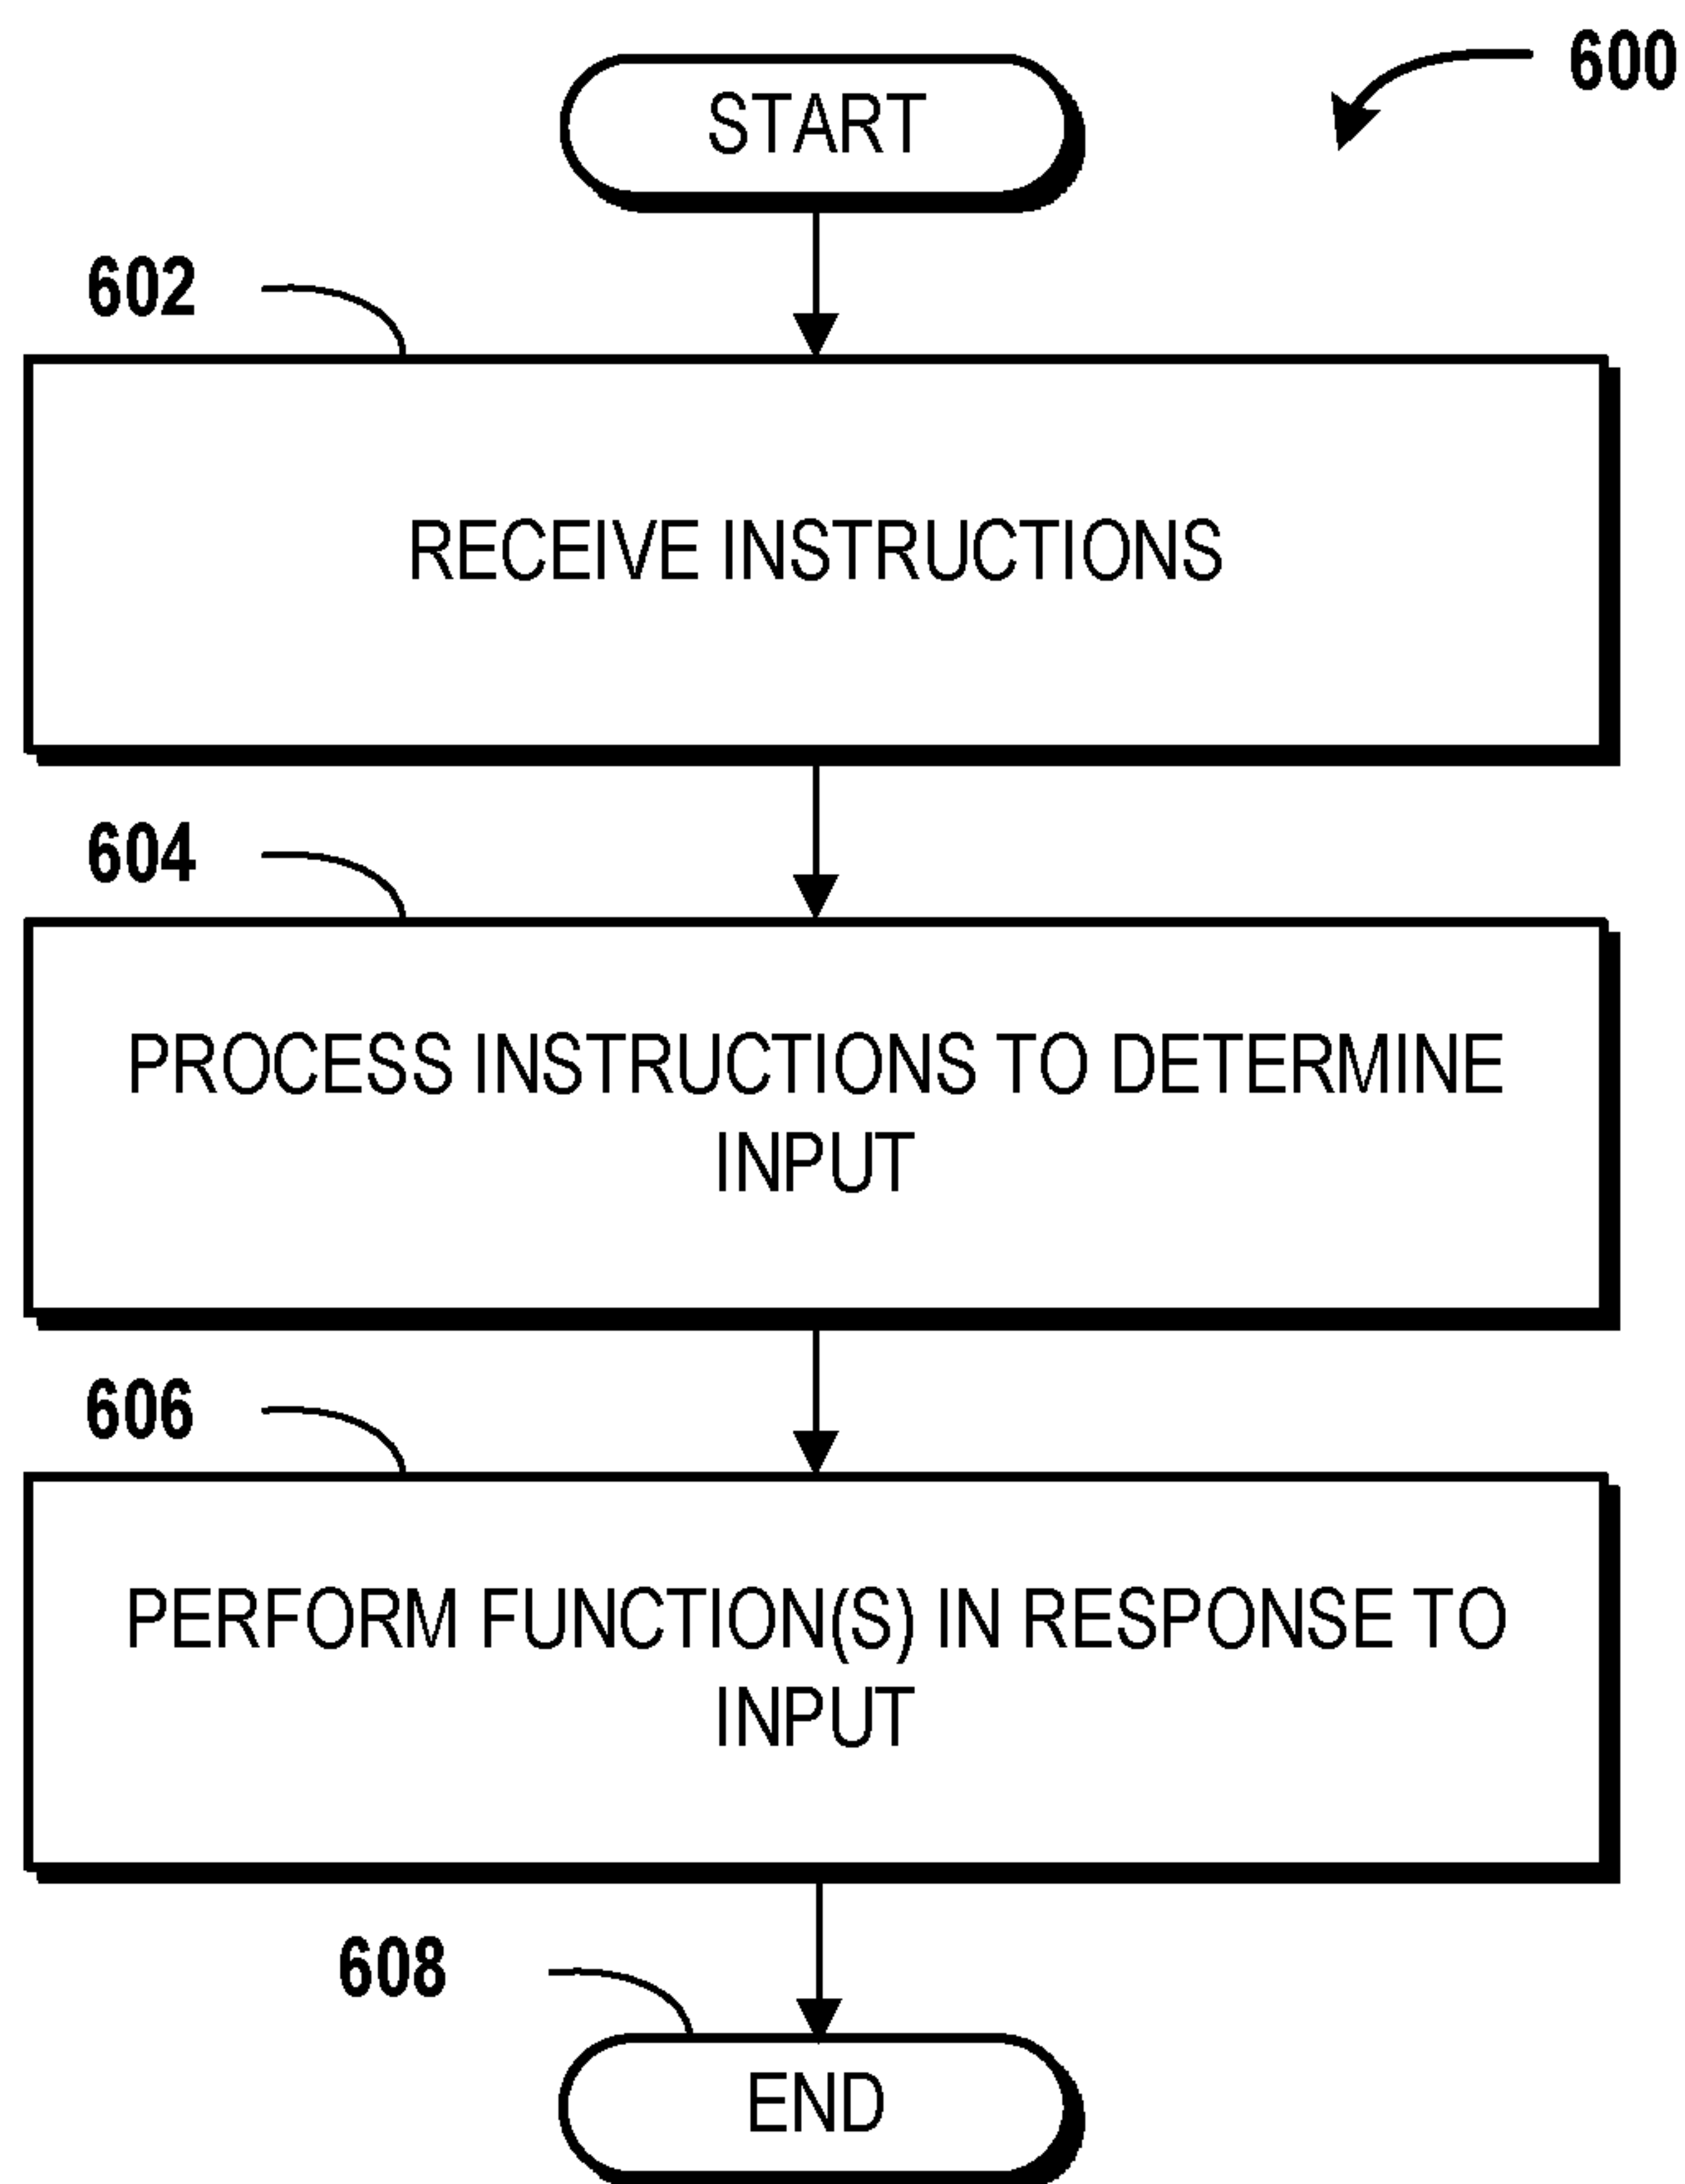 600
START
602
RECEIVE INSTRUCTIONS
604
PROCESS INSTRUCTIONS TO DETERMINE
INPUT
606
PERFORM FUNCTION(S) IN RESPONSE TO
INPUT
608
END